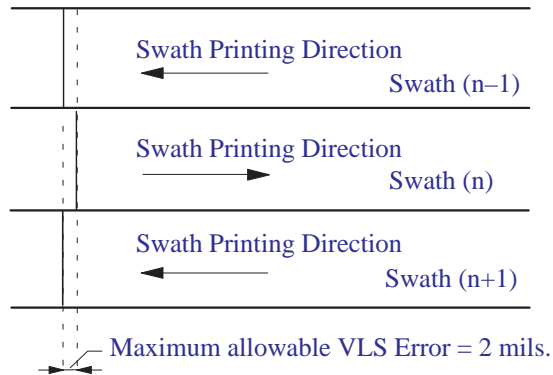 Swath Printing Direction
Swath (n–1)
Swath Printing Direction
Swath (n)
Swath Printing Direction
Swath (n+1)
Maximum allowable VLS Error = 2 mils.